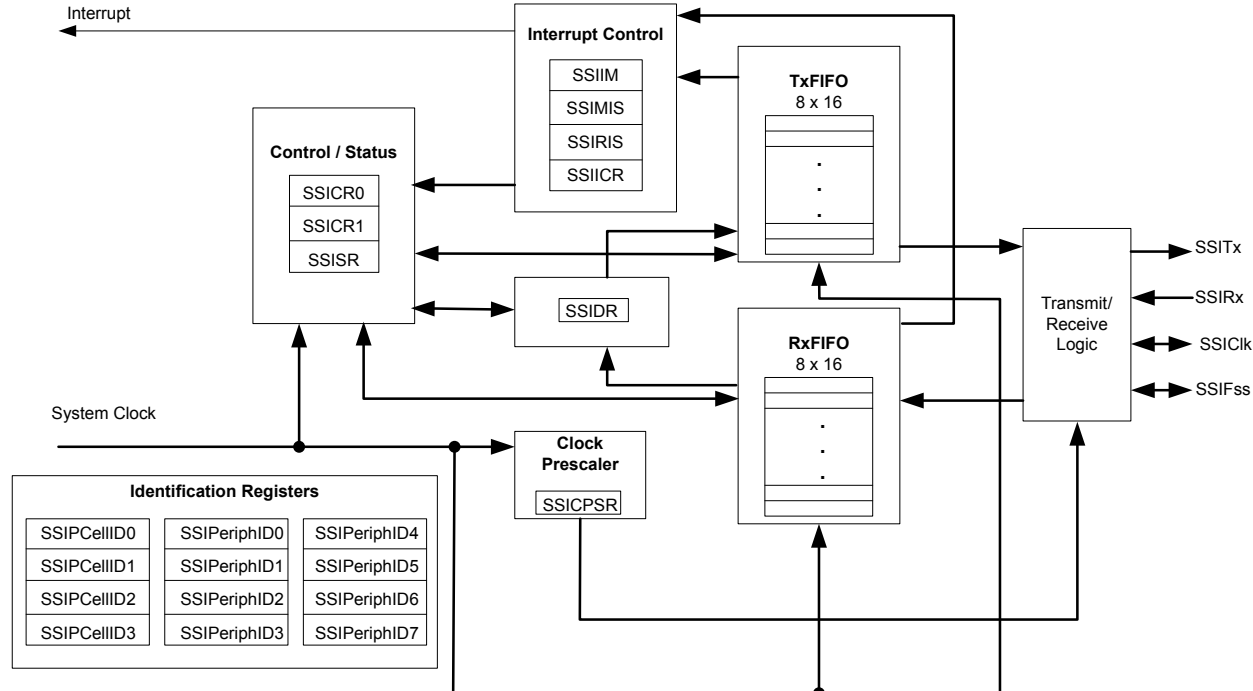 Interrupt
Interrupt Control
SSIIM
SSIMIS
SSIRIS
SSIICR
TxFIFO
8 x 16
.
.
.
Control / Status
SSICR0
SSICR1
SSISR
SSIDR
RxFIFO
8 x 16
.
.
.
Transmit/
Receive
Logic
SSITx
SSIRx
SSIClk
SSIFss
System Clock
Clock
Prescaler
SSICPSR
Identification Registers
SSIPCellID0
SSIPeriphID0
SSIPeriphID4
SSIPCellID1
SSIPeriphID1
SSIPeriphID5
SSIPCellID2
SSIPeriphID2
SSIPeriphID6
SSIPCellID3
SSIPeriphID3
SSIPeriphID7